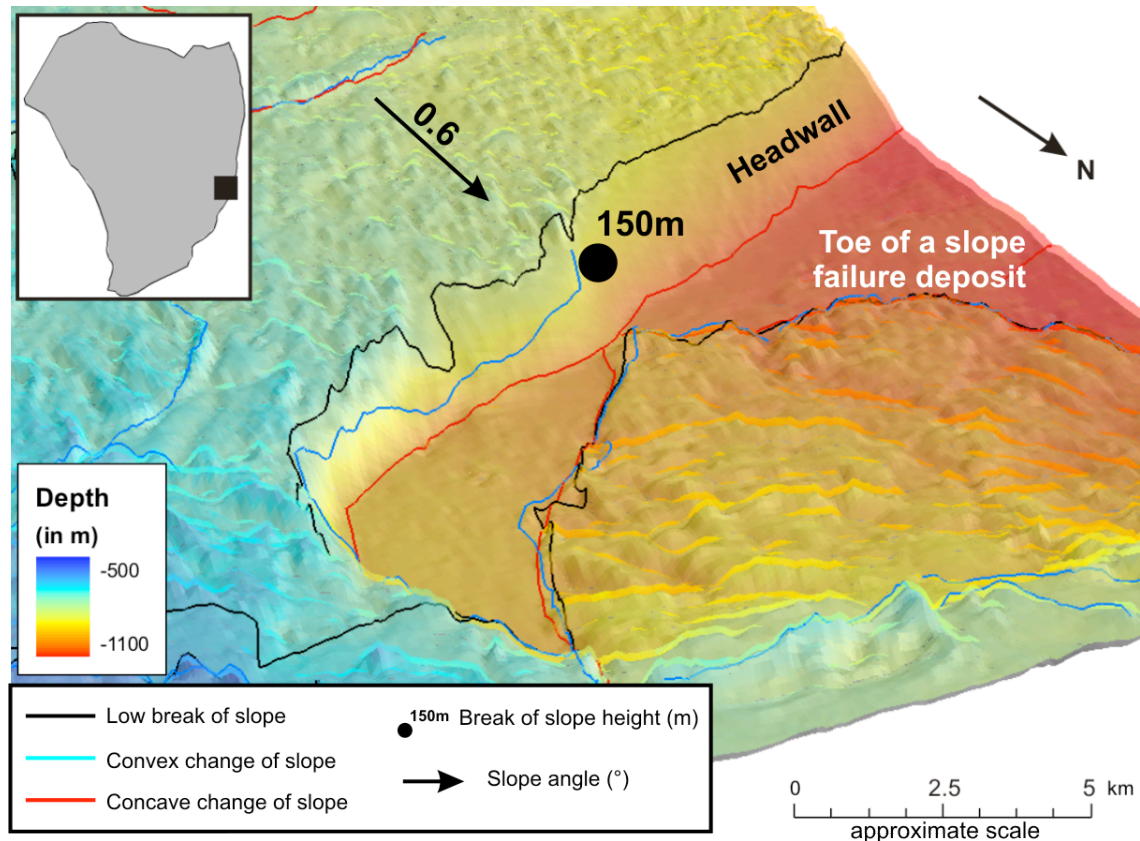 0.6
Headwall
N
150m
Toe of a slope
failure deposit
Depth
(in m)
-500
-1100
Low break of slope
150m Break of slope height (m)
Convex change of slope
Slope angle (°)
Concave change of slope
0 2.5 5 km
approximate scale